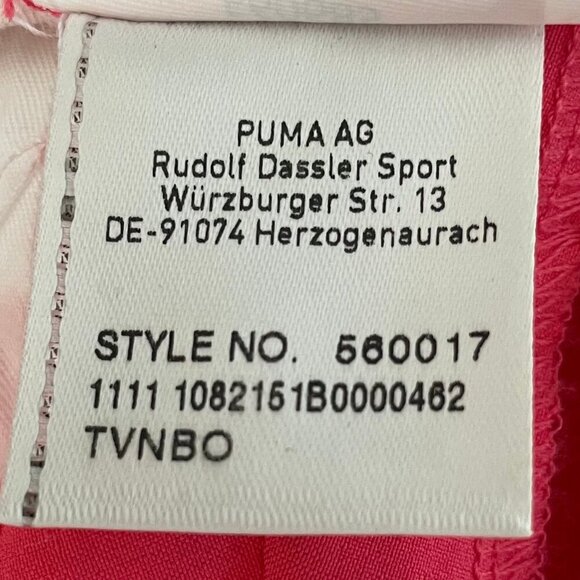 PUMA AG
Rudolf Dassler Sport
Würzburger Str. 13
DE-91074 Herzogenaurach
STYLE NO. 560017
1111 1082151B0000462
TVNBO